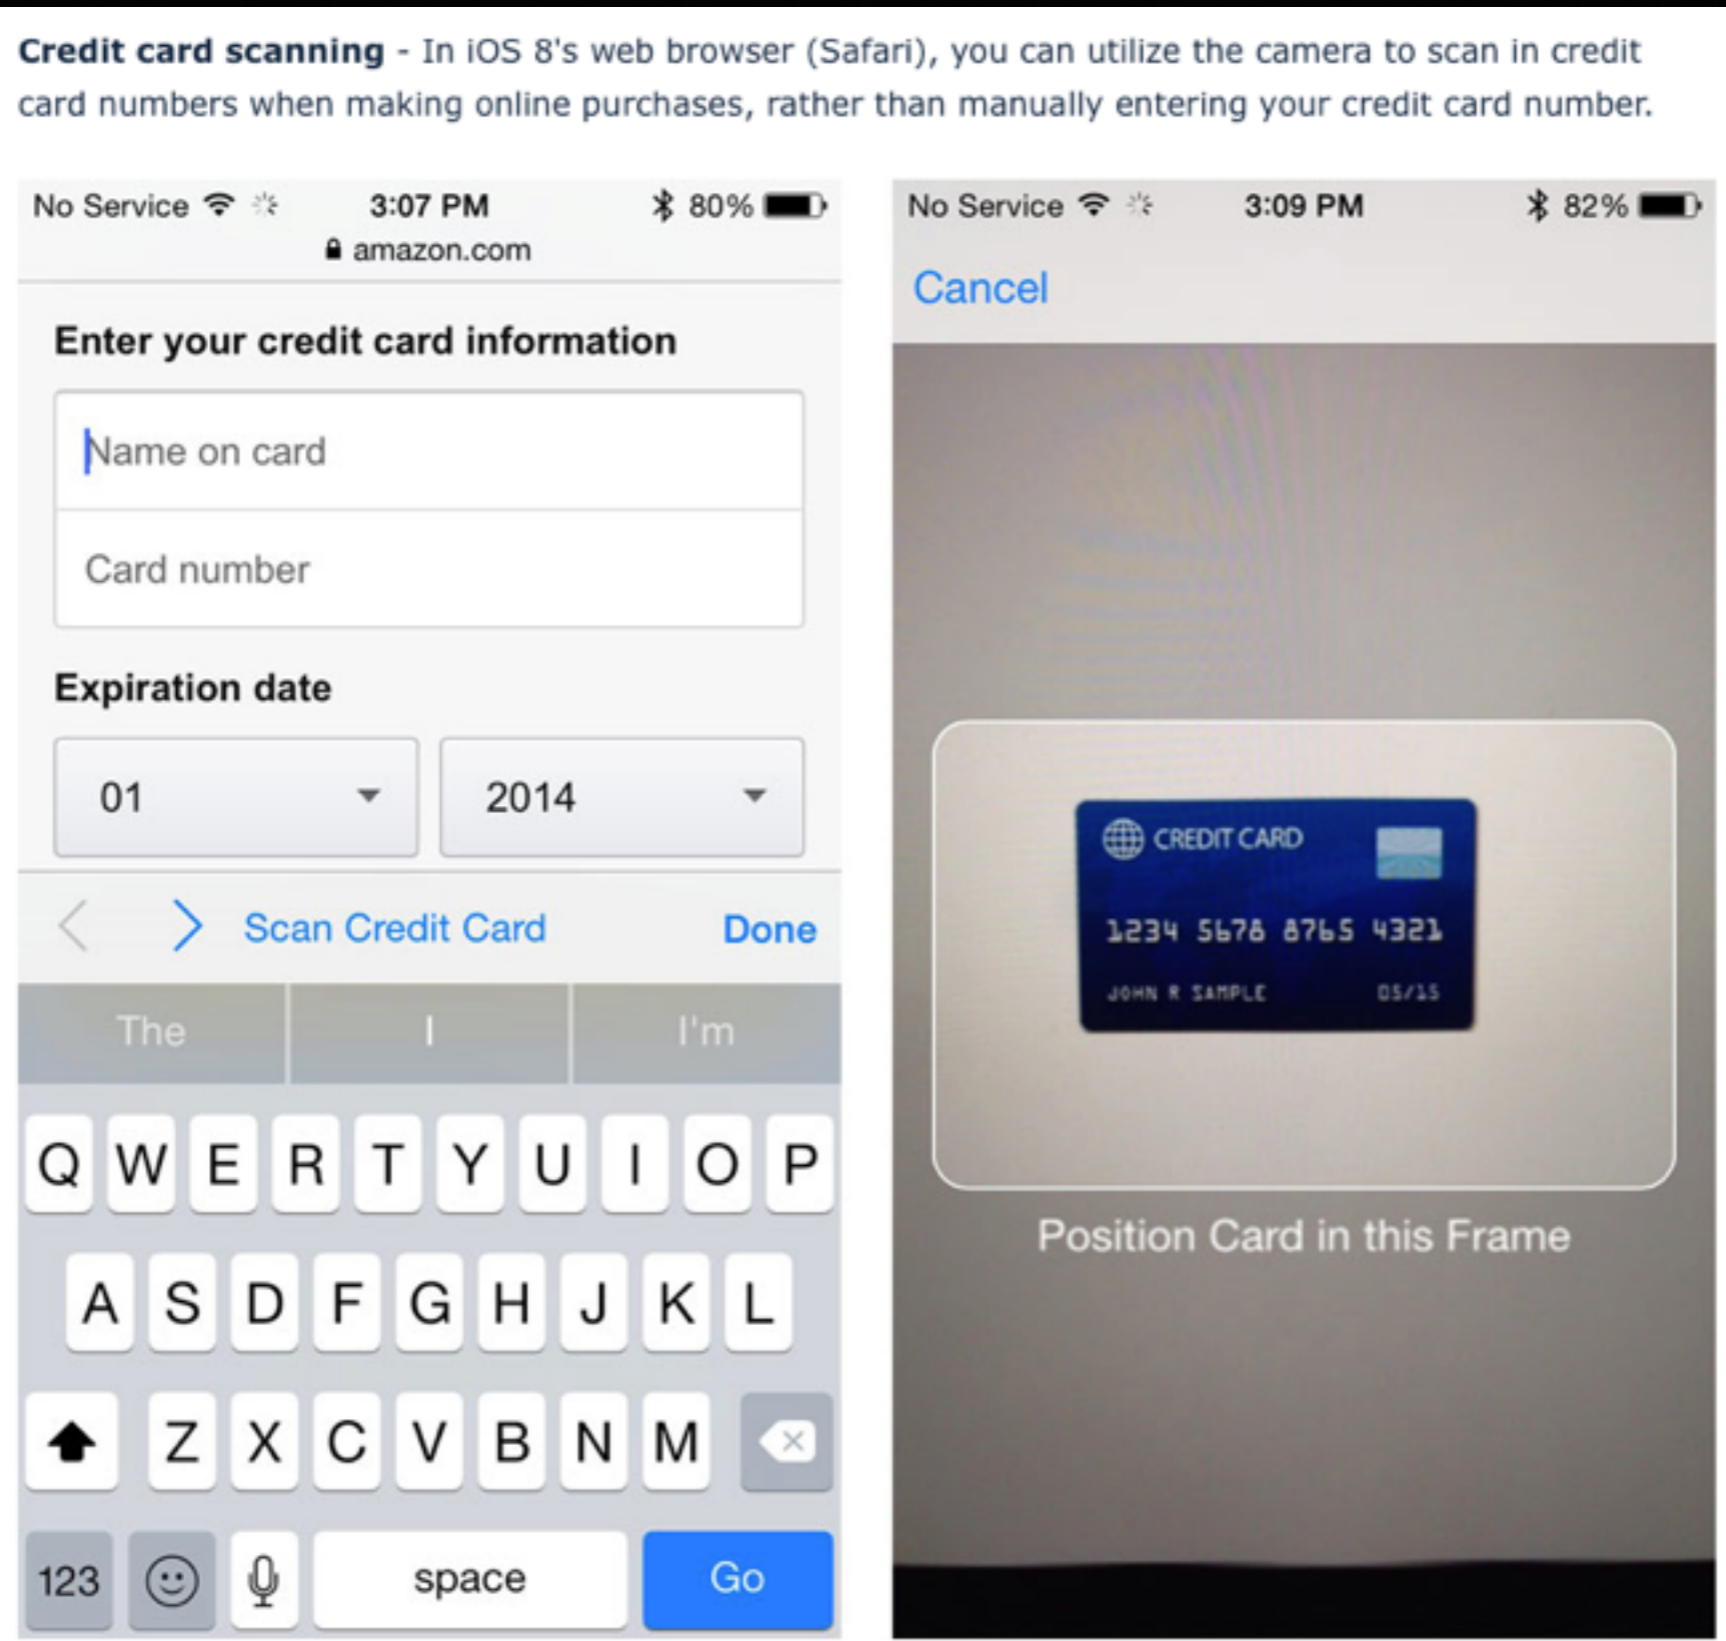 Credit card scanning - In iOS 8's web browser (Safari), you can utilize the camera to scan in credit
card numbers when making online purchases, rather than manually entering your credit card number.
No Service 3:07 PM 80%
amazon.com
Enter your credit card information
Name on card
Card number
Expiration date
01 2014
Scan Credit Card Done
The I I'm
Q W E R T Y U I O P
A S D F G H J K L
Z X C V B N M
123 space Go
No Service 3:09 PM 82%
Cancel
CREDIT CARD
1234 5678 8765 4321
JOHN R SAMPLE 05/15
Position Card in this Frame